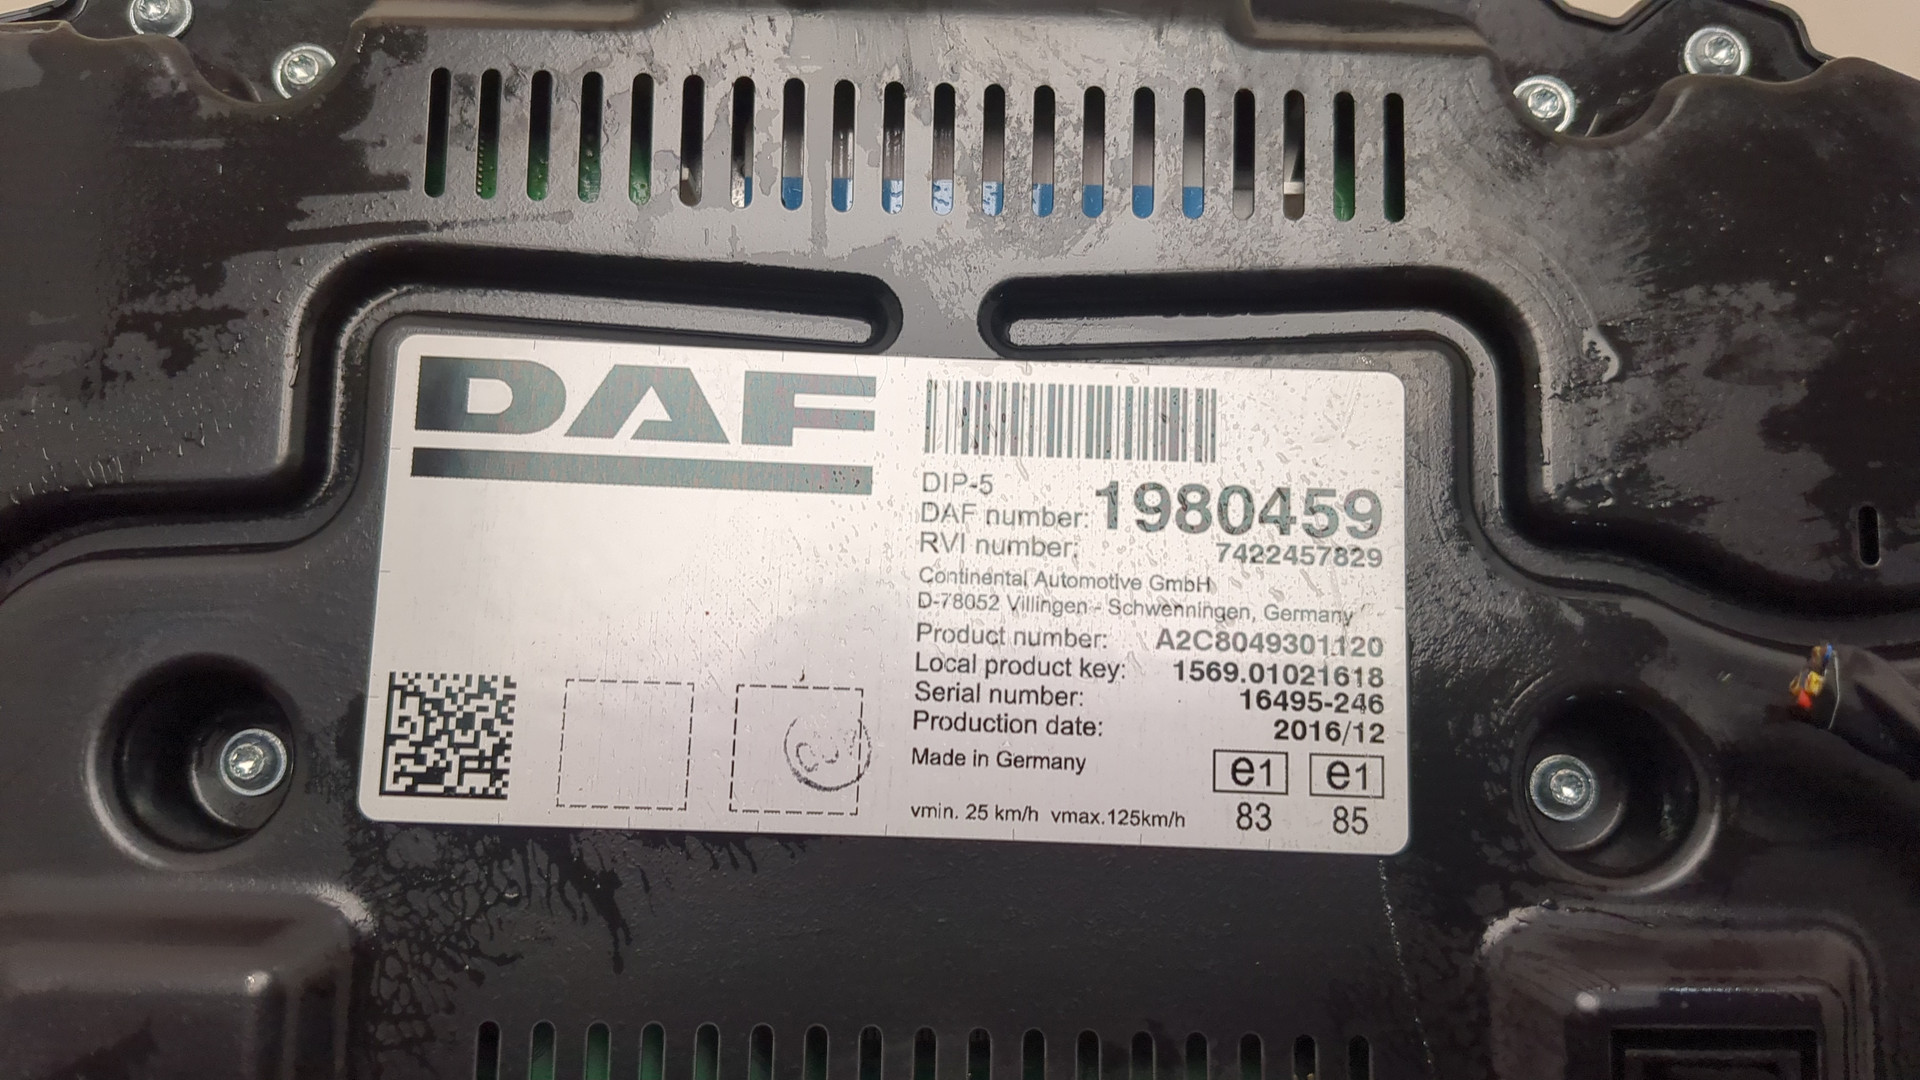 DAF
DIP-5
DAF number: 1980459
RVI number: 7422457829
Continental Automotive GmbH
D-78052 Villingen - Schwenningen, Germany
Product number: A2C8049301120
Local product key: 1569.01021618
Serial number: 16495-246
Production date: 2016/12
Made in Germany
e1 e1
vmin. 25 km/h vmax.125km/h 83 85